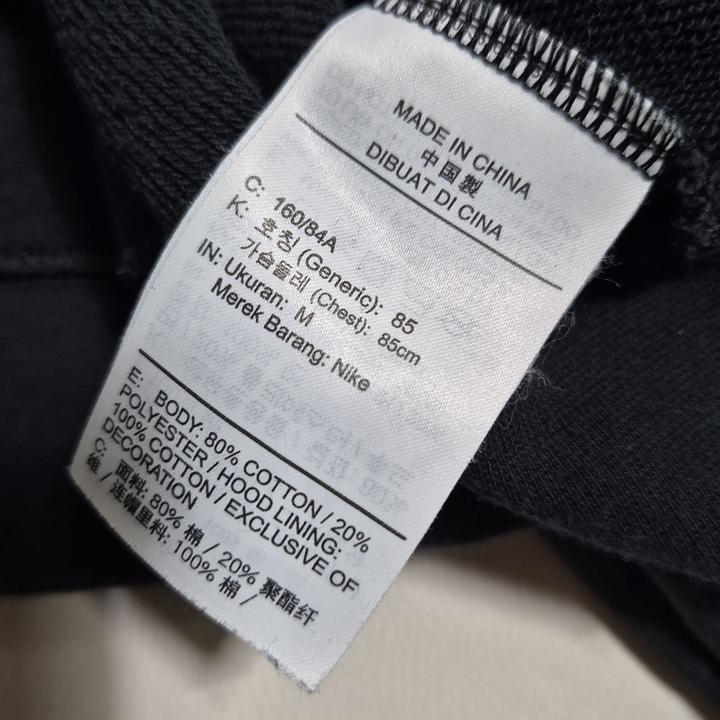 MADE IN CHINA
中 国 製
DIBUAT DI CINA
C: 160/84A
K: 호칭 (Generic): 85
가슴둘레 (Chest): 85cm
IN: Ukuran: M
Merek Barang: Nike
E: BODY: 80% COTTON / 20%
POLYESTER / HOOD LINING:
100% COTTON / EXCLUSIVE OF
DECORATION
C: 面料: 80% 棉 / 20% 聚酯纤
维 / 连帽里料: 100% 棉 /